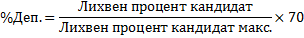 %Деп. = Лихвен процент кандидат / Лихвен процент кандидат макс. × 70